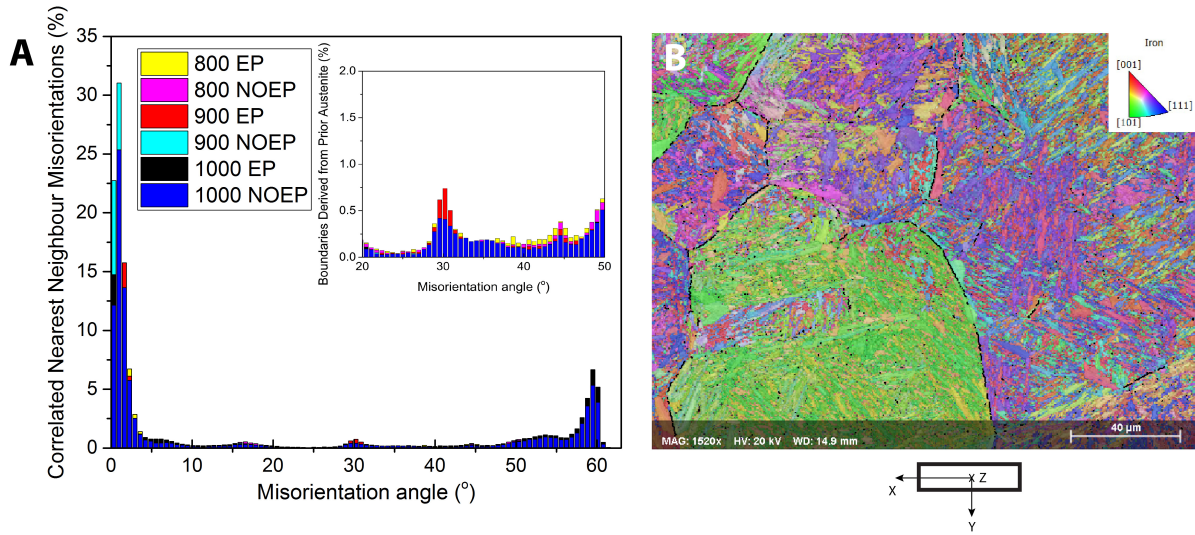 A
Correlated Nearest Neighbour Misorientations (%)
35
30
25
20
15
10
5
0
0 10 20 30 40 50 60
Misorientation angle (°)
800 EP
800 NOEP
900 EP
900 NOEP
1000 EP
1000 NOEP
Boundaries Derived from Prior Austenite (%)
2.0
1.5
1.0
0.5
0.0
20 30 40 50
Misorientation angle (°)
B
Iron
[001]
[111]
[101]
MAG: 1520x HV: 20 kV WD: 14.9 mm
40 µm
X
Z
X
Y